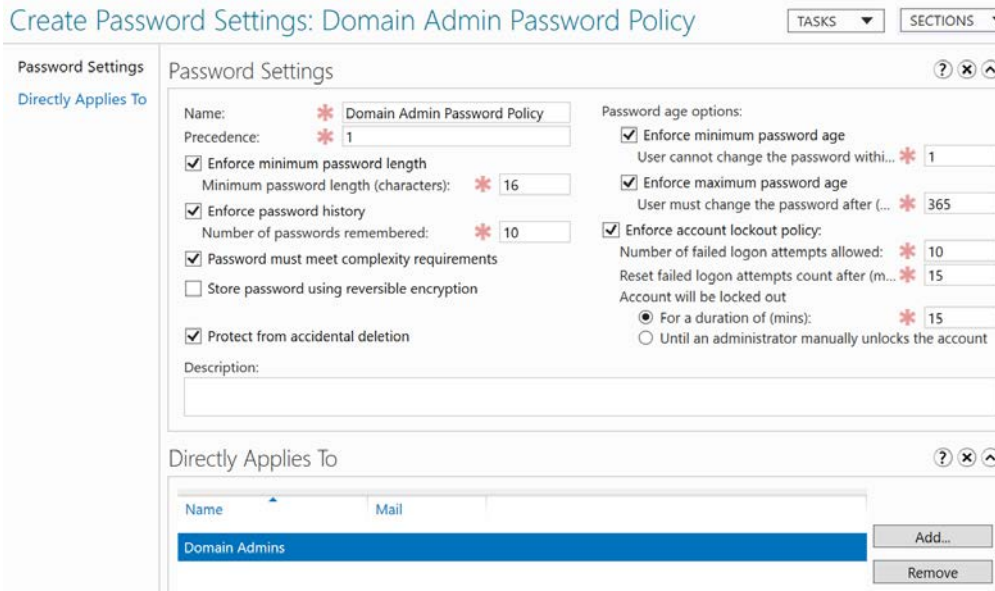 Create Password Settings: Domain Admin Password Policy
TASKS
SECTIONS
Password Settings
Directly Applies To
Password Settings
Name:
Domain Admin Password Policy
Precedence:
1
Enforce minimum password length
Minimum password length (characters):
16
Enforce password history
Number of passwords remembered:
10
Password must meet complexity requirements
Store password using reversible encryption
Protect from accidental deletion
Password age options:
Enforce minimum password age
User cannot change the password withi...
1
Enforce maximum password age
User must change the password after (...
365
Enforce account lockout policy:
Number of failed logon attempts allowed:
10
Reset failed logon attempts count after (m...
15
Account will be locked out
For a duration of (mins):
15
Until an administrator manually unlocks the account
Description:
Directly Applies To
Name
Mail
Domain Admins
Add...
Remove